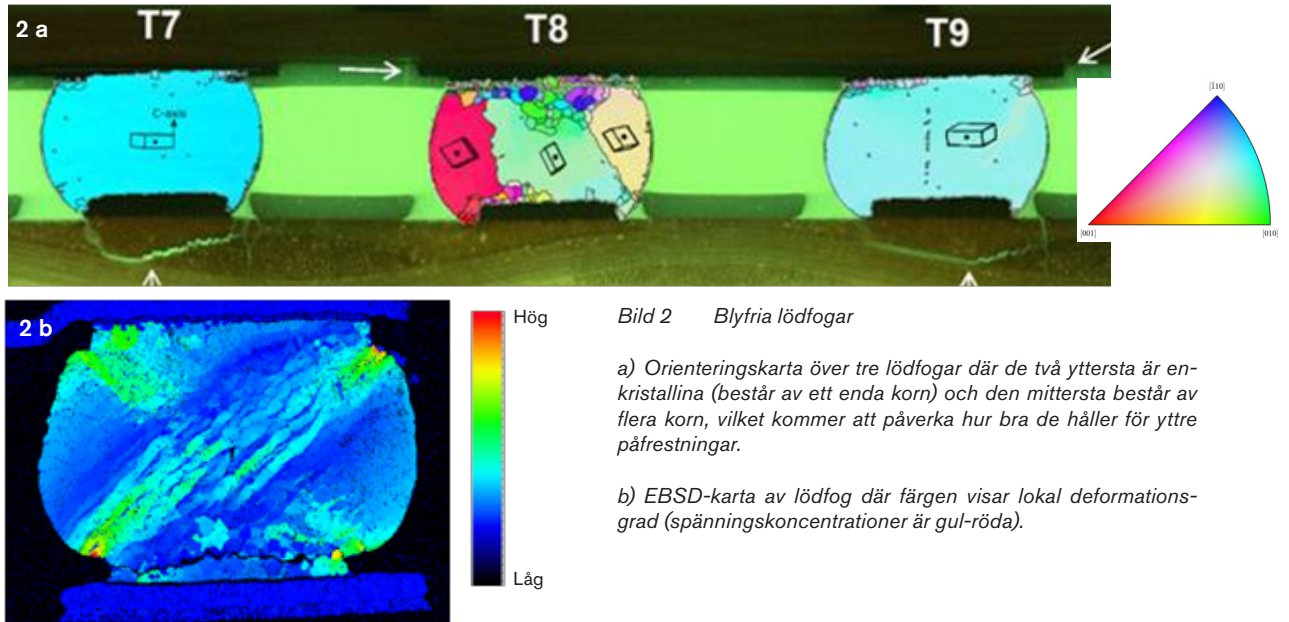 2 a
T7
T8
T9
C-axis
[1̄10]
[001]
[010]
2 b
Hög
Låg
Bild 2 Blyfria lödfogar
a) Orienteringskarta över tre lödfogar där de två yttersta är en-
kristallina (består av ett enda korn) och den mittersta består av
flera korn, vilket kommer att påverka hur bra de håller för yttre
påfrestningar.
b) EBSD-karta av lödfog där färgen visar lokal deformations-
grad (spänningskoncentrationer är gul-röda).